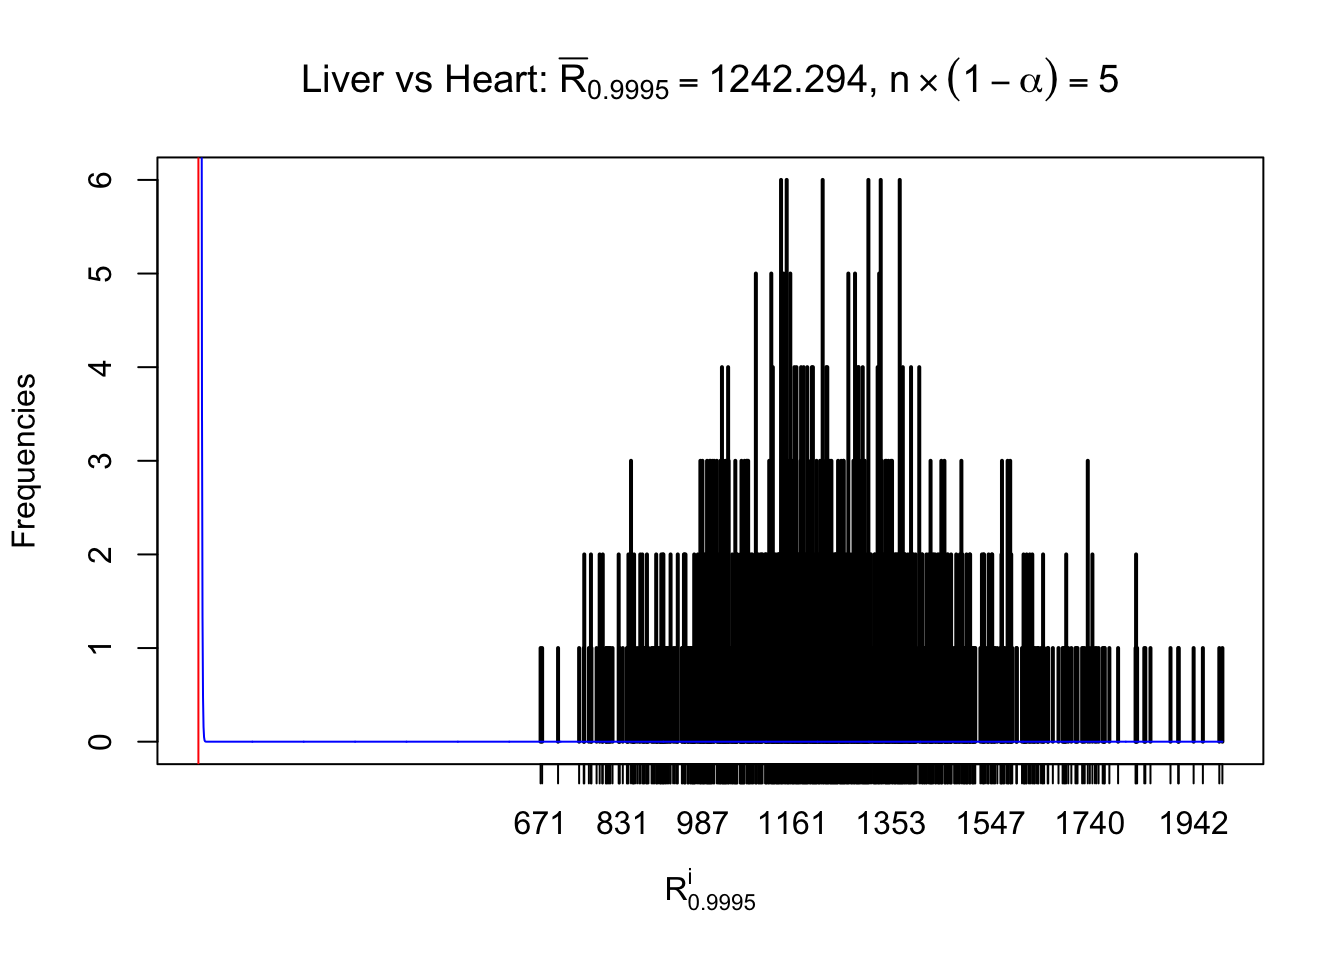 Liver vs Heart: R̅₀.₉₉₉₅ = 1242.294, n × (1 − α) = 5
Frequencies
6
5
4
3
2
1
0
671 831 987 1161 1353 1547 1740 1942
Rⁱ₀.₉₉₉₅